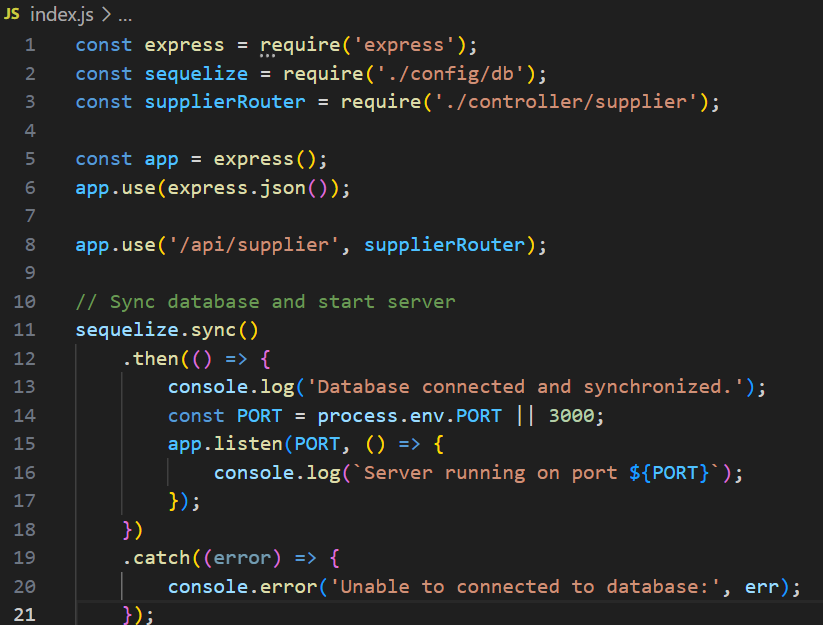 JS index.js > ...
1 const express = require('express');
2 const sequelize = require('./config/db');
3 const supplierRouter = require('./controller/supplier');
4
5 const app = express();
6 app.use(express.json());
7
8 app.use('/api/supplier', supplierRouter);
9
10 // Sync database and start server
11 sequelize.sync()
12 .then(() => {
13 console.log('Database connected and synchronized.');
14 const PORT = process.env.PORT || 3000;
15 app.listen(PORT, () => {
16 console.log(`Server running on port ${PORT}`);
17 });
18 })
19 .catch((error) => {
20 console.error('Unable to connected to database:', err);
21 });